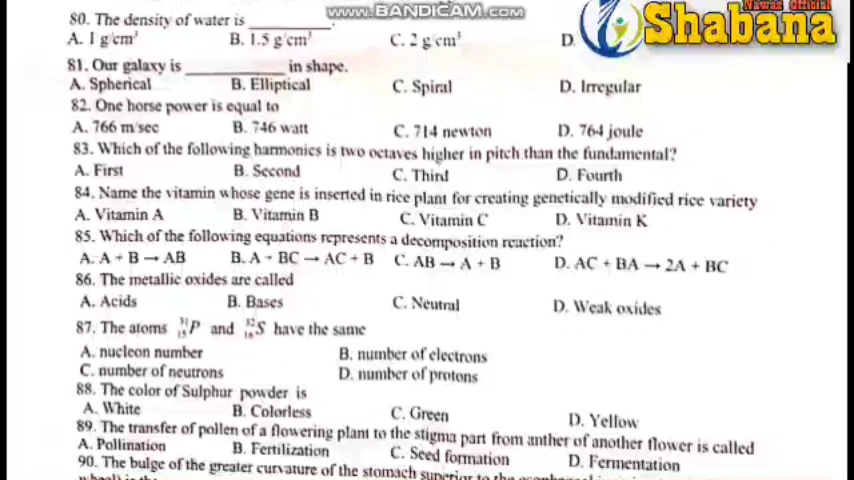 www.BANDICAM.com
Nawaz Official
Shabana
80. The density of water is ____________.
A. 1 g/cm³ B. 1.5 g/cm³ C. 2 g/cm³ D.
81. Our galaxy is ____________ in shape.
A. Spherical B. Elliptical C. Spiral D. Irregular
82. One horse power is equal to
A. 766 m/sec B. 746 watt C. 714 newton D. 764 joule
83. Which of the following harmonics is two octaves higher in pitch than the fundamental?
A. First B. Second C. Third D. Fourth
84. Name the vitamin whose gene is inserted in rice plant for creating genetically modified rice variety
A. Vitamin A B. Vitamin B C. Vitamin C D. Vitamin K
85. Which of the following equations represents a decomposition reaction?
A. A + B → AB B. A + BC → AC + B C. AB → A + B D. AC + BA → 2A + BC
86. The metallic oxides are called
A. Acids B. Bases C. Neutral D. Weak oxides
87. The atoms ³¹₁₅P and ³²₁₆S have the same
A. nucleon number B. number of electrons
C. number of neutrons D. number of protons
88. The color of Sulphur powder is
A. White B. Colorless C. Green D. Yellow
89. The transfer of pollen of a flowering plant to the stigma part from anther of another flower is called
A. Pollination B. Fertilization C. Seed formation D. Fermentation
90. The bulge of the greater curvature of the stomach superior to the